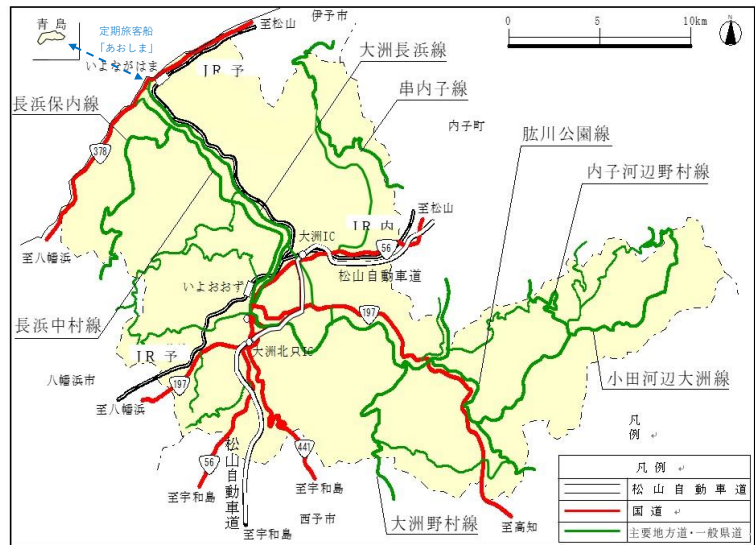 青島
定期旅客船
「あおしま」
いよながはま
至松山
伊予市
0
5
10km
N
JR 予
大洲長浜線
串内子線
長浜保内線
内子町
肱川公園線
内子河辺野村線
378
大洲IC
JR 内
至松山
56
松山自動車道
至八幡浜
いよおおず
197
長浜中村線
JR 予
大洲北只IC
小田河辺大洲線
八幡浜市
197
至八幡浜
凡
例
56
441
松山自動車道
至宇和島
至宇和島
西予市
至宇和島
大洲野村線
至高知
凡 例
松山自動車道
国道
主要地方道・一般県道